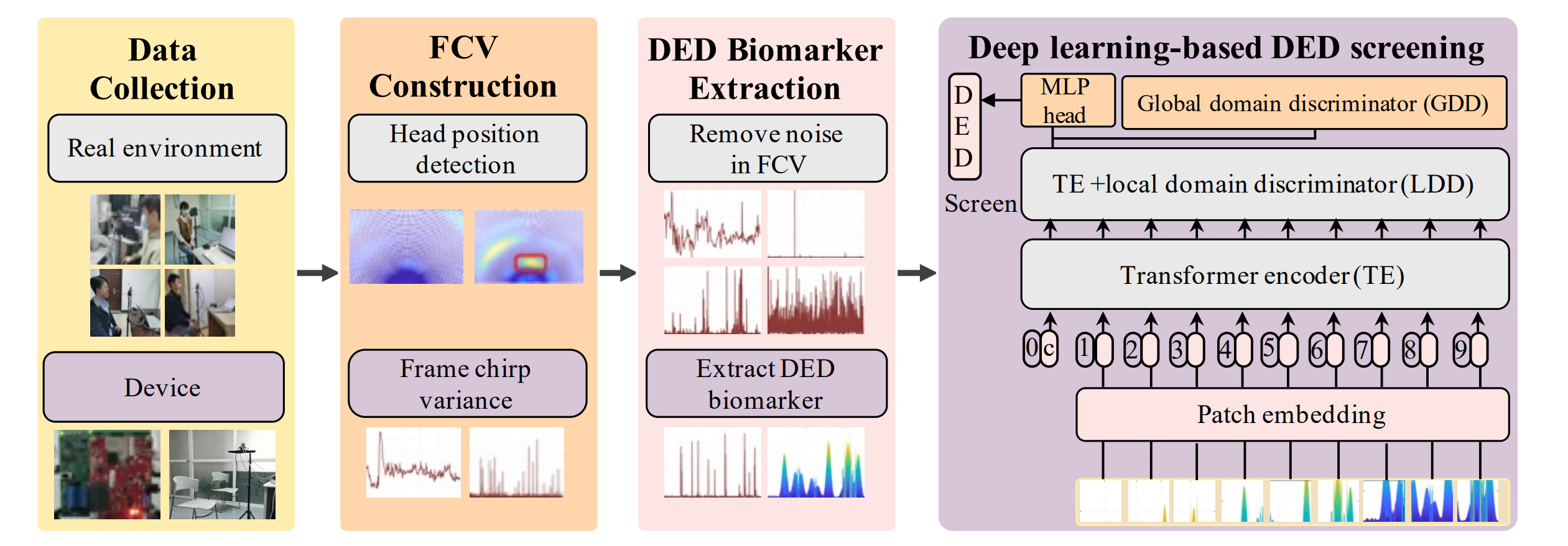 Data
Collection
Real environment
Device
FCV
Construction
Head position
detection
Frame chirp
variance
DED Biomarker
Extraction
Remove noise
in FCV
Extract DED
biomarker
Deep learning-based DED screening
D
E
D
Screen
MLP
head
Global domain discriminator (GDD)
TE +local domain discriminator (LDD)
Transformer encoder (TE)
0 c 1 2 3 4 5 6 7 8 9
Patch embedding